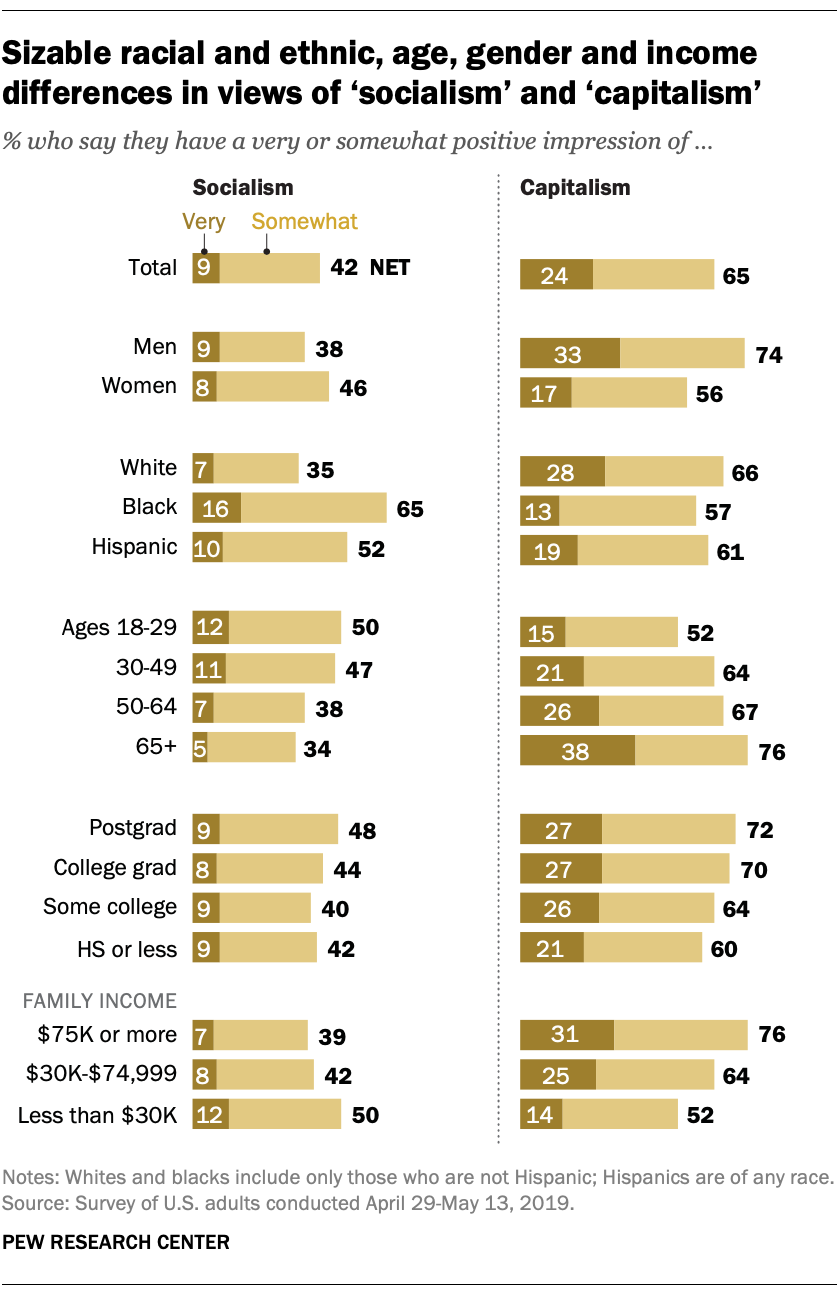 Sizable racial and ethnic, age, gender and income
differences in views of ‘socialism’ and ‘capitalism’
% who say they have a very or somewhat positive impression of ...
Socialism Capitalism
Very Somewhat
Total 9 42 NET 24 65
Men 9 38 33 74
Women 8 46 17 56
White 7 35 28 66
Black 16 65 13 57
Hispanic 10 52 19 61
Ages 18-29 12 50 15 52
30-49 11 47 21 64
50-64 7 38 26 67
65+ 5 34 38 76
Postgrad 9 48 27 72
College grad 8 44 27 70
Some college 9 40 26 64
HS or less 9 42 21 60
FAMILY INCOME
$75K or more 7 39 31 76
$30K-$74,999 8 42 25 64
Less than $30K 12 50 14 52
Notes: Whites and blacks include only those who are not Hispanic; Hispanics are of any race.
Source: Survey of U.S. adults conducted April 29-May 13, 2019.
PEW RESEARCH CENTER